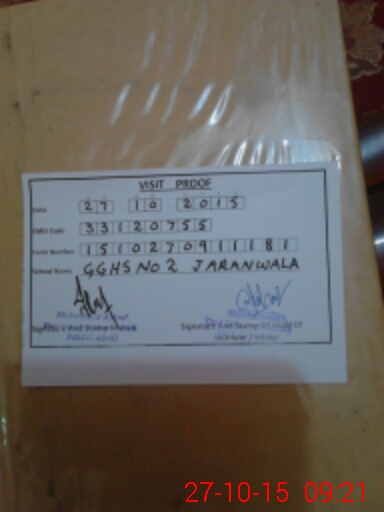 VISIT PROOF
Date 27 10 2015
EMIS Code 33120755
Form Number 15102709111181
School Name GGHS NO 2 JARANWALA
27-10-15 09:21